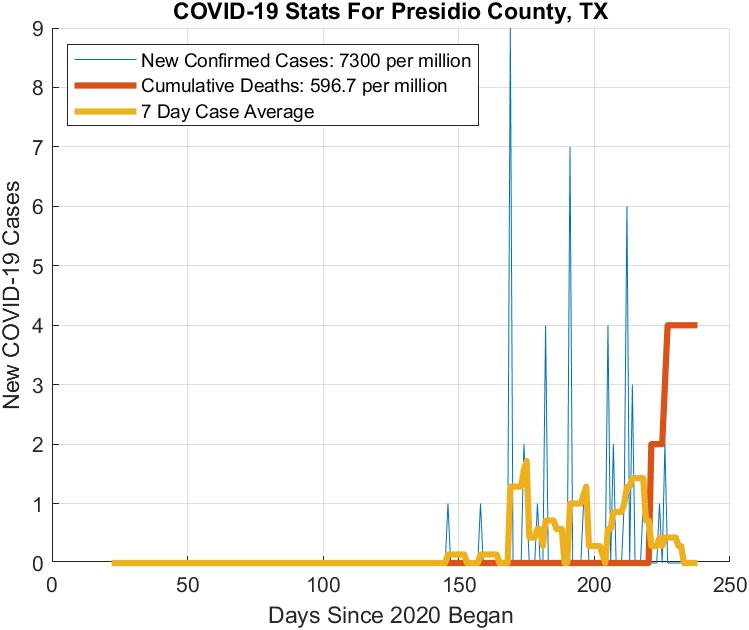 COVID-19 Stats For Presidio County, TX
New Confirmed Cases: 7300 per million
Cumulative Deaths: 596.7 per million
7 Day Case Average
New COVID-19 Cases
9
8
7
6
5
4
3
2
1
0
0 50 100 150 200 250
Days Since 2020 Began